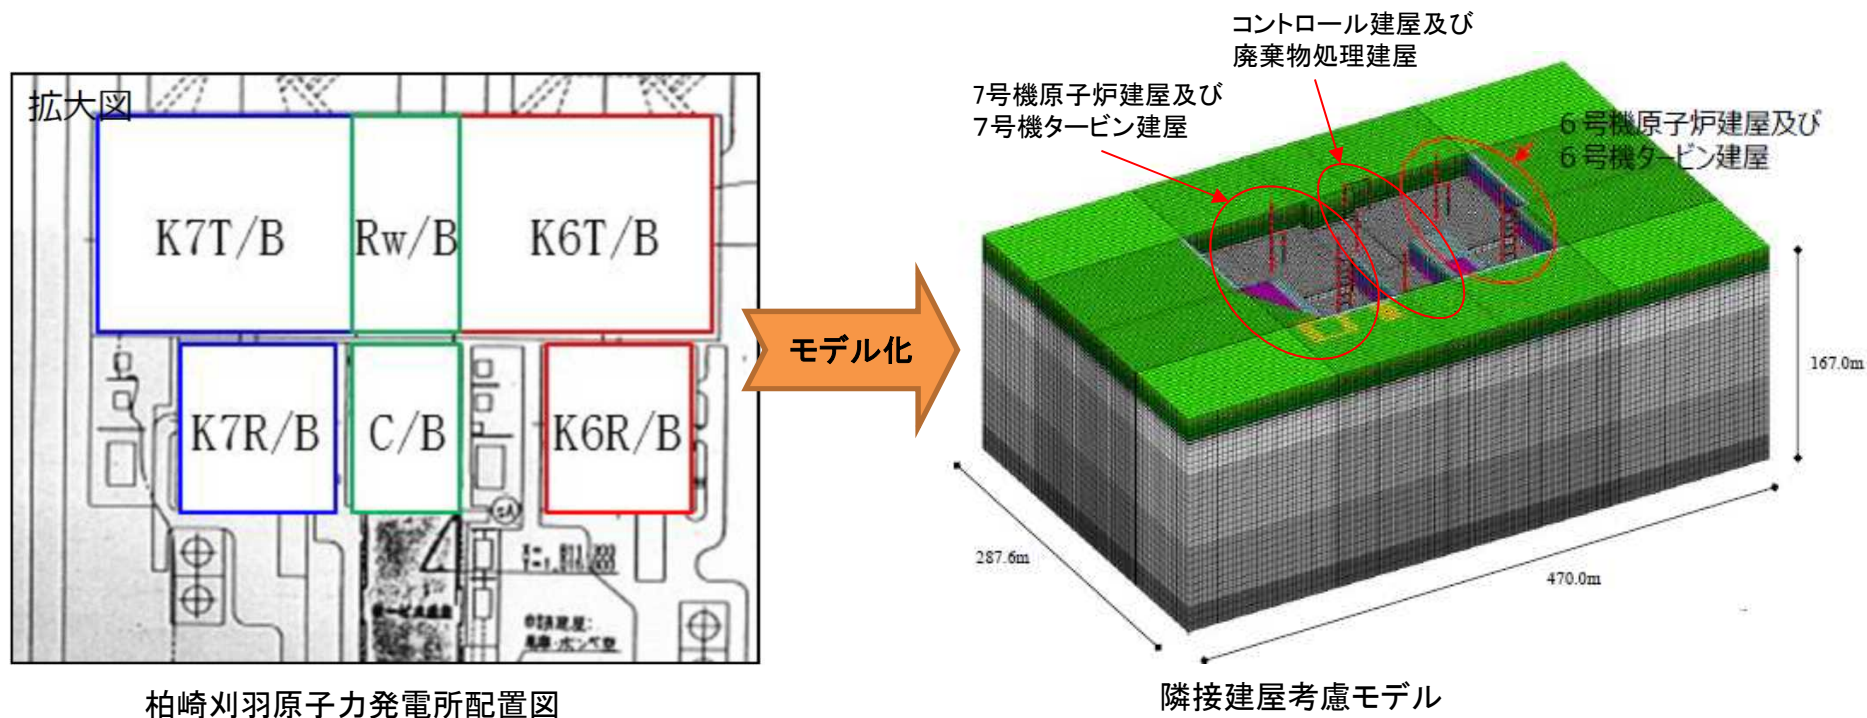 拡大図
K7T/B
Rw/B
K6T/B
K7R/B
C/B
K6R/B
柏崎刈羽原子力発電所配置図
モデル化
コントロール建屋及び
廃棄物処理建屋
7号機原子炉建屋及び
7号機タービン建屋
6号機原子炉建屋及び
6号機タービン建屋
167.0m
287.6m
470.0m
隣接建屋考慮モデル